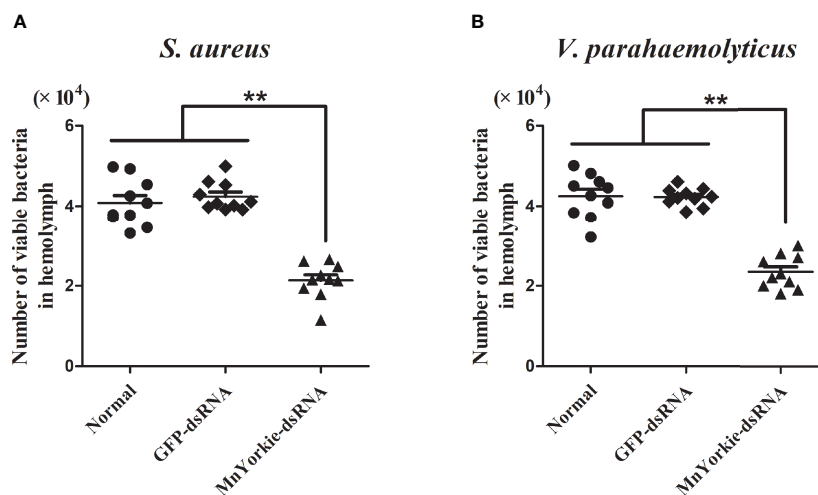 A
S. aureus
(× 10⁴)
**
Number of viable bacteria
in hemolymph
6
4
2
0
Normal
GFP-dsRNA
MnYorkie-dsRNA
B
V. parahaemolyticus
(× 10⁴)
**
Number of viable bacteria
in hemolymph
6
4
2
0
Normal
GFP-dsRNA
MnYorkie-dsRNA